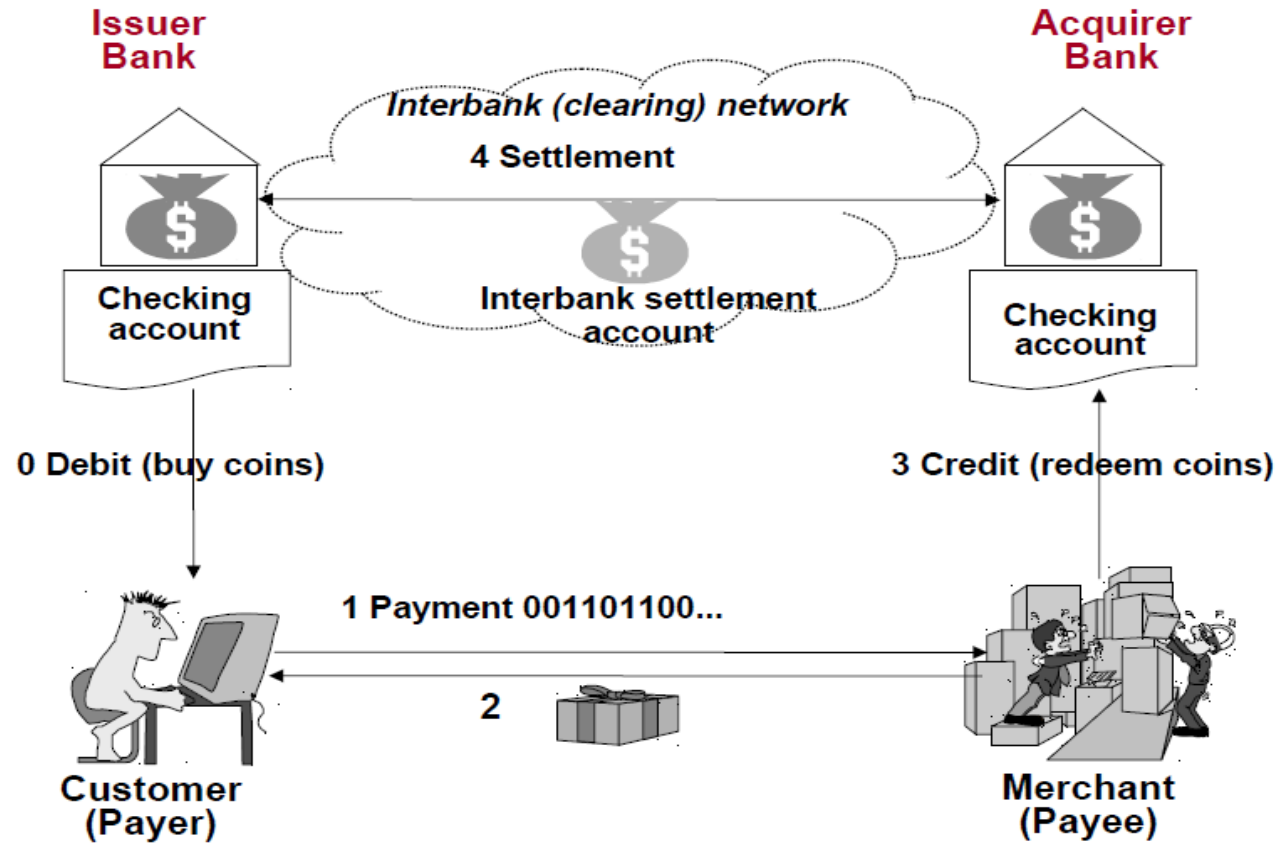 Issuer
Bank
Acquirer
Bank
Interbank (clearing) network
4 Settlement
$
$
$
Interbank settlement
account
Checking
account
Checking
account
0 Debit (buy coins)
3 Credit (redeem coins)
1 Payment 001101100...
2
Customer
(Payer)
Merchant
(Payee)